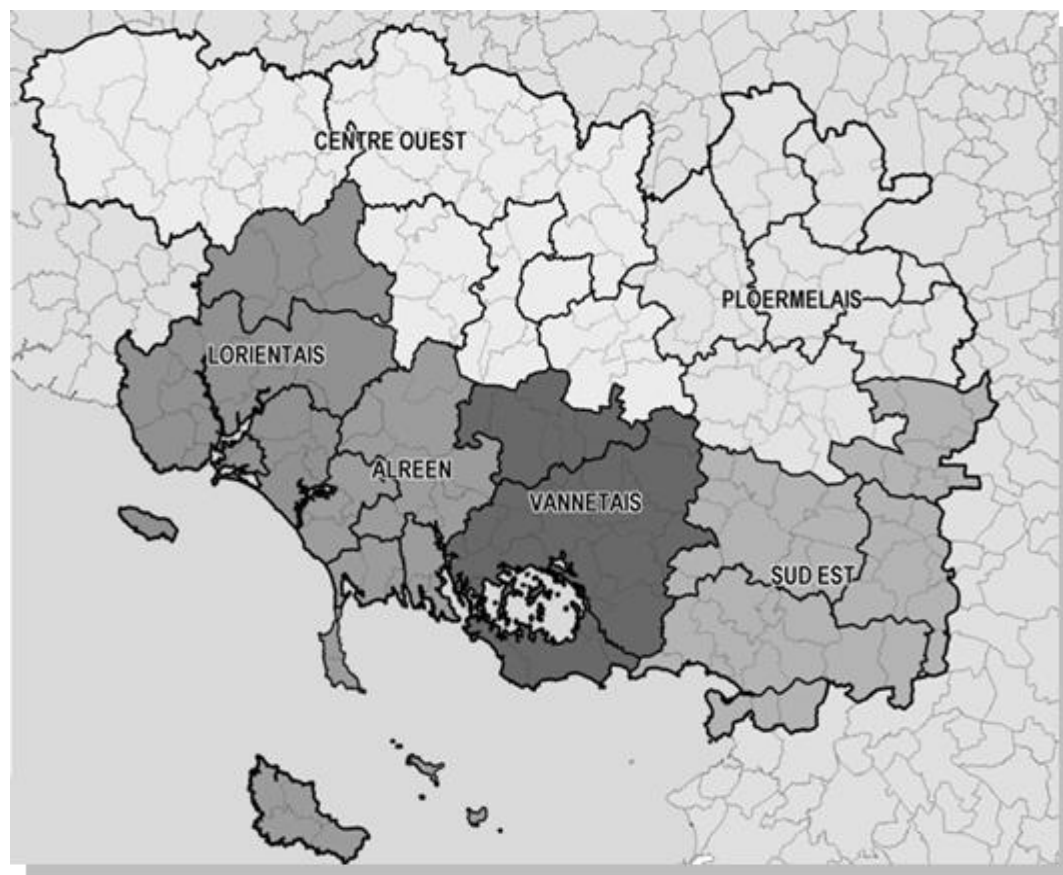 CENTRE OUEST
PLOERMELAIS
LORIENTAIS
ALREEN
VANNETAIS
SUD EST